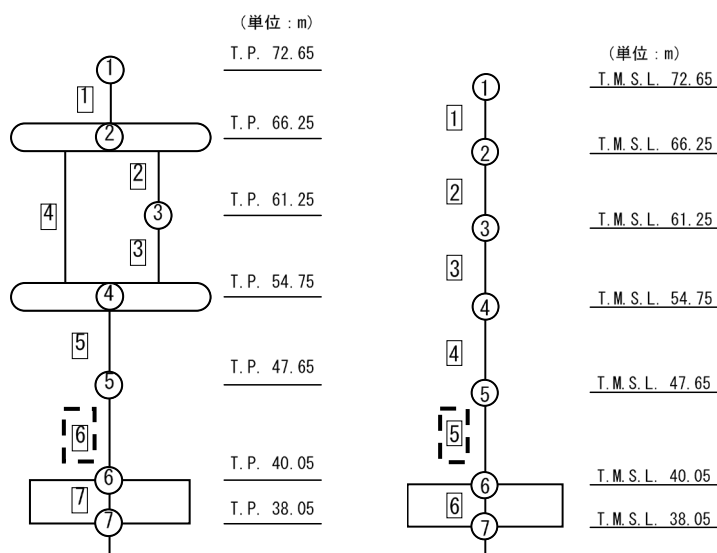 (単位：m)
① T.P. 72.65
1
② T.P. 66.25
2
4
③ T.P. 61.25
3
④ T.P. 54.75
5
⑤ T.P. 47.65
6
⑥ T.P. 40.05
7
⑦ T.P. 38.05
(単位：m)
① T.M.S.L. 72.65
1
② T.M.S.L. 66.25
2
③ T.M.S.L. 61.25
3
④ T.M.S.L. 54.75
4
⑤ T.M.S.L. 47.65
5
⑥ T.M.S.L. 40.05
6
⑦ T.M.S.L. 38.05